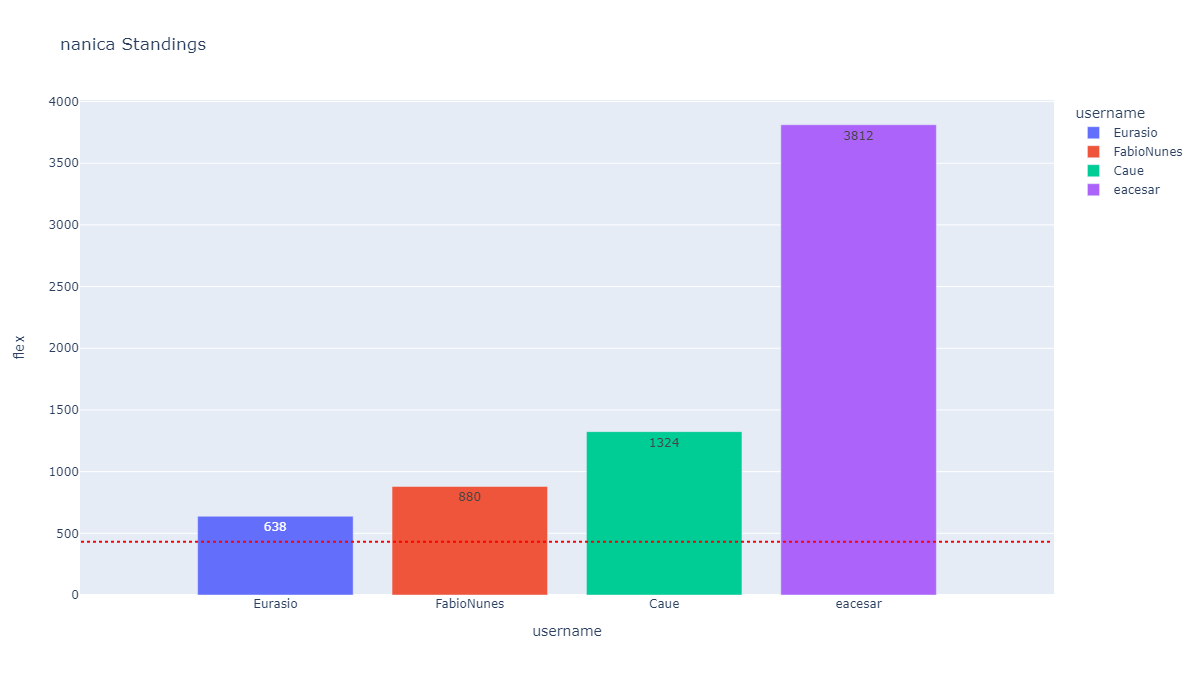 nanica Standings
4000
3500
3000
2500
2000
1500
1000
500
0
flex
638
880
1324
3812
Eurasio
FabioNunes
Caue
eacesar
username
username
Eurasio
FabioNunes
Caue
eacesar